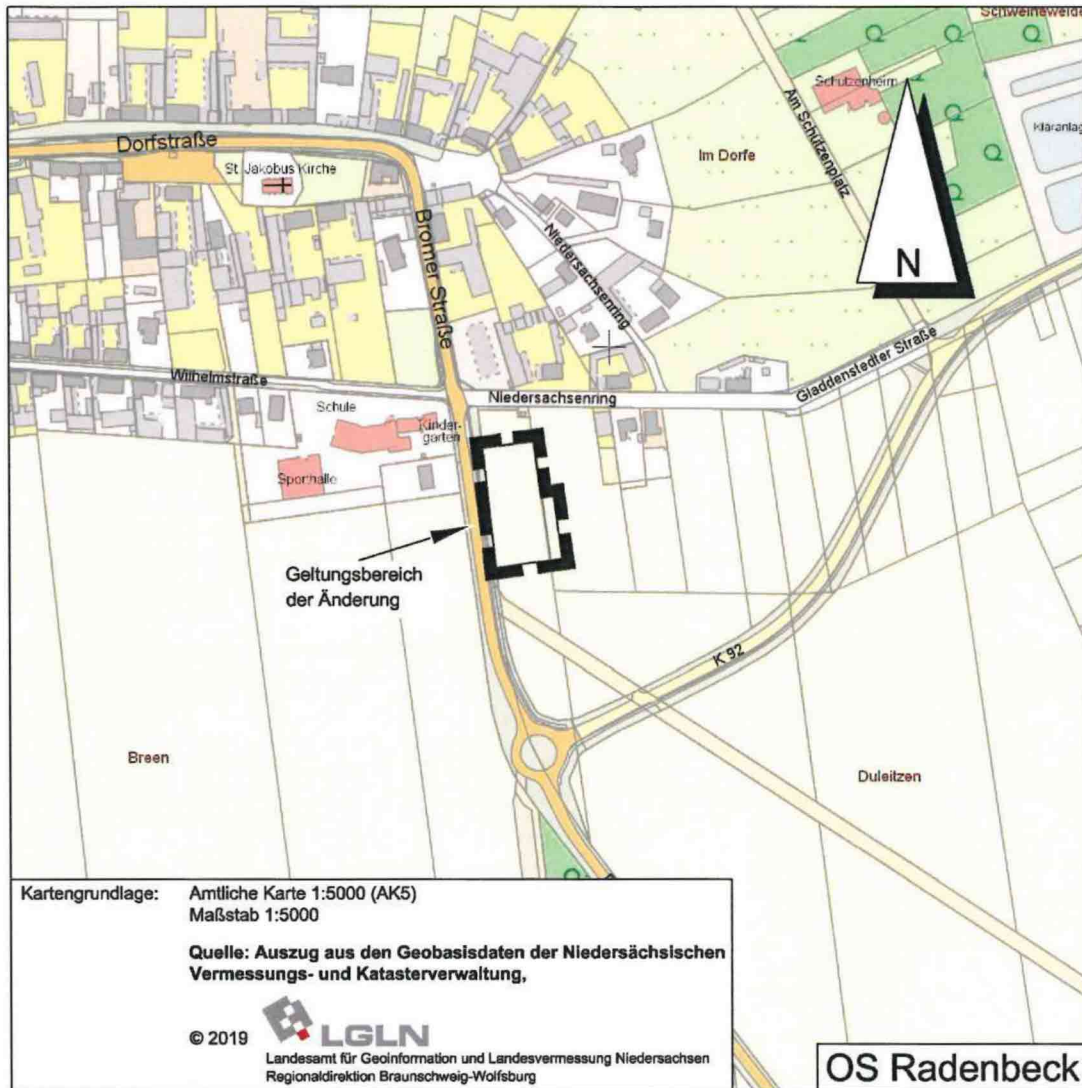 Schweineweide
Schützenheim
Kläranlag
Dorfstraße
Am Schützenplatz
Im Dorfe
St. Jakobus Kirche
Bromer Straße
Niedersachsenring
N
Gladdenstedter Straße
Wilhelmstraße
Niedersachsenring
Schule
Kinder-
garten
Sporthalle
Geltungsbereich
der Änderung
K 92
Breen
Duleitzen
Kartengrundlage: Amtliche Karte 1:5000 (AK5)
Maßstab 1:5000
Quelle: Auszug aus den Geobasisdaten der Niedersächsischen
Vermessungs- und Katasterverwaltung,
© 2019 LGLN
Landesamt für Geoinformation und Landesvermessung Niedersachsen
Regionaldirektion Braunschweig-Wolfsburg
OS Radenbeck